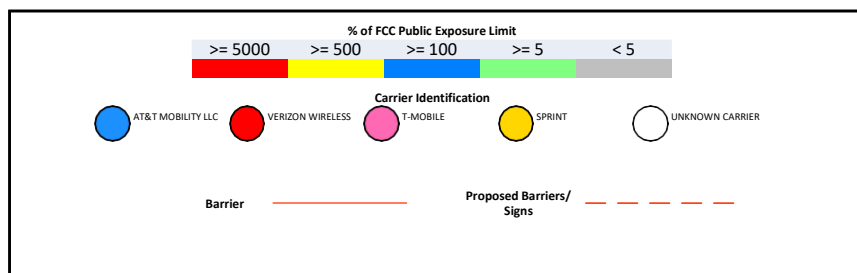 % of FCC Public Exposure Limit
>= 5000 >= 500 >= 100 >= 5 < 5
Carrier Identification
AT&T MOBILITY LLC VERIZON WIRELESS T-MOBILE SPRINT UNKNOWN CARRIER
Barrier Proposed Barriers/
Signs